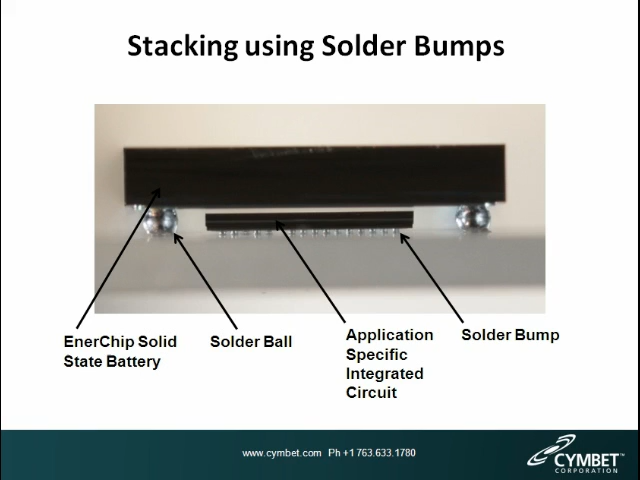 Stacking using Solder Bumps
EnerChip Solid
State Battery
Solder Ball
Application
Specific
Integrated
Circuit
Solder Bump
www.cymbet.com Ph +1 763.633.1780
CYMBET™
CORPORATION